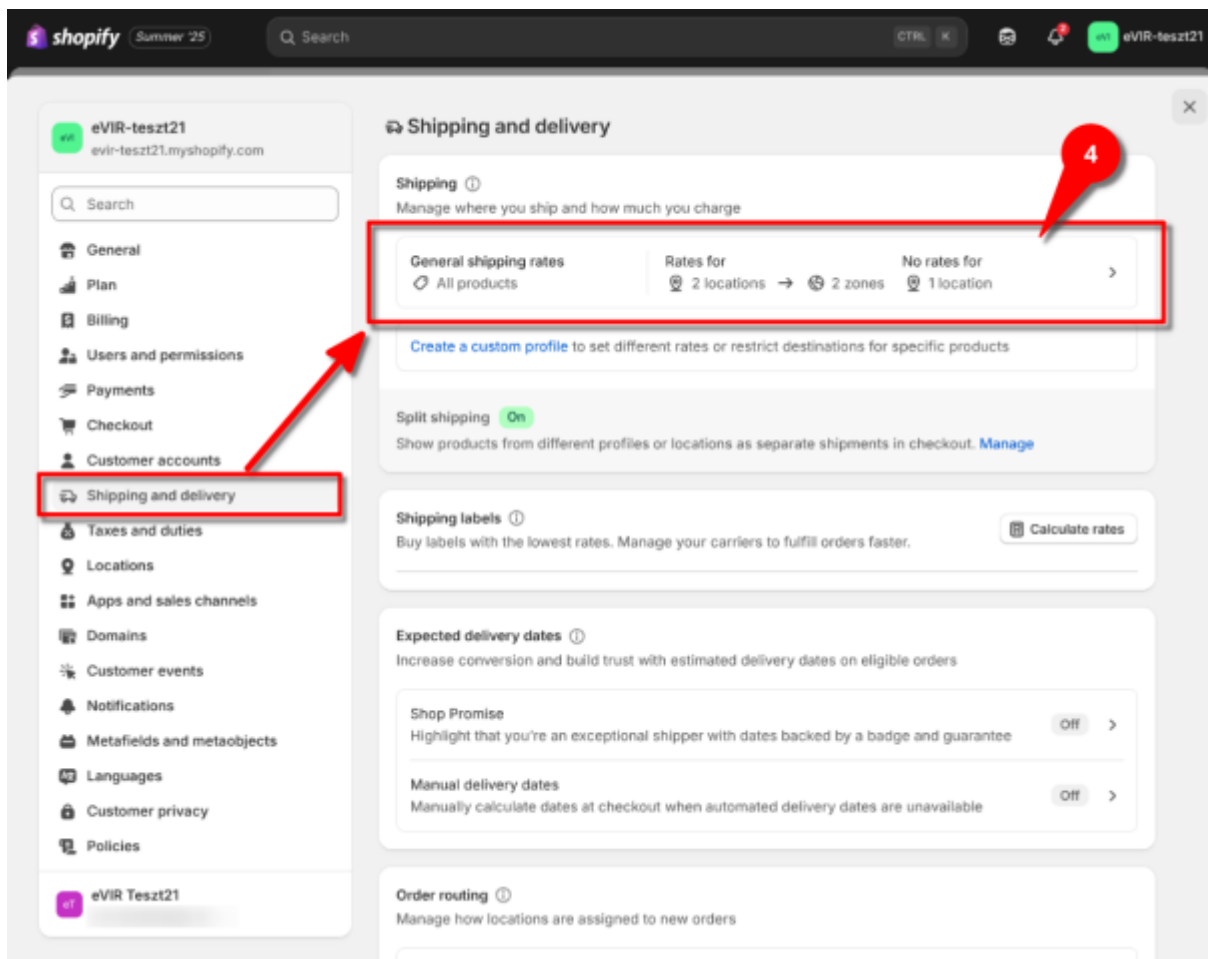 shopify Summer '25 Search CTRL K eVIR-teszt21
eVIR-teszt21
evir-teszt21.myshopify.com
Search
General
Plan
Billing
Users and permissions
Payments
Checkout
Customer accounts
Shipping and delivery
Taxes and duties
Locations
Apps and sales channels
Domains
Customer events
Notifications
Metafields and metaobjects
Languages
Customer privacy
Policies
eVIR Teszt21
Shipping and delivery
4
Shipping
Manage where you ship and how much you charge
General shipping rates Rates for No rates for
All products 2 locations → 2 zones 1 location
Create a custom profile to set different rates or restrict destinations for specific products
Split shipping On
Show products from different profiles or locations as separate shipments in checkout. Manage
Shipping labels
Buy labels with the lowest rates. Manage your carriers to fulfill orders faster.
Calculate rates
Expected delivery dates
Increase conversion and build trust with estimated delivery dates on eligible orders
Shop Promise
Highlight that you're an exceptional shipper with dates backed by a badge and guarantee
Off
Manual delivery dates
Manually calculate dates at checkout when automated delivery dates are unavailable
Off
Order routing
Manage how locations are assigned to new orders